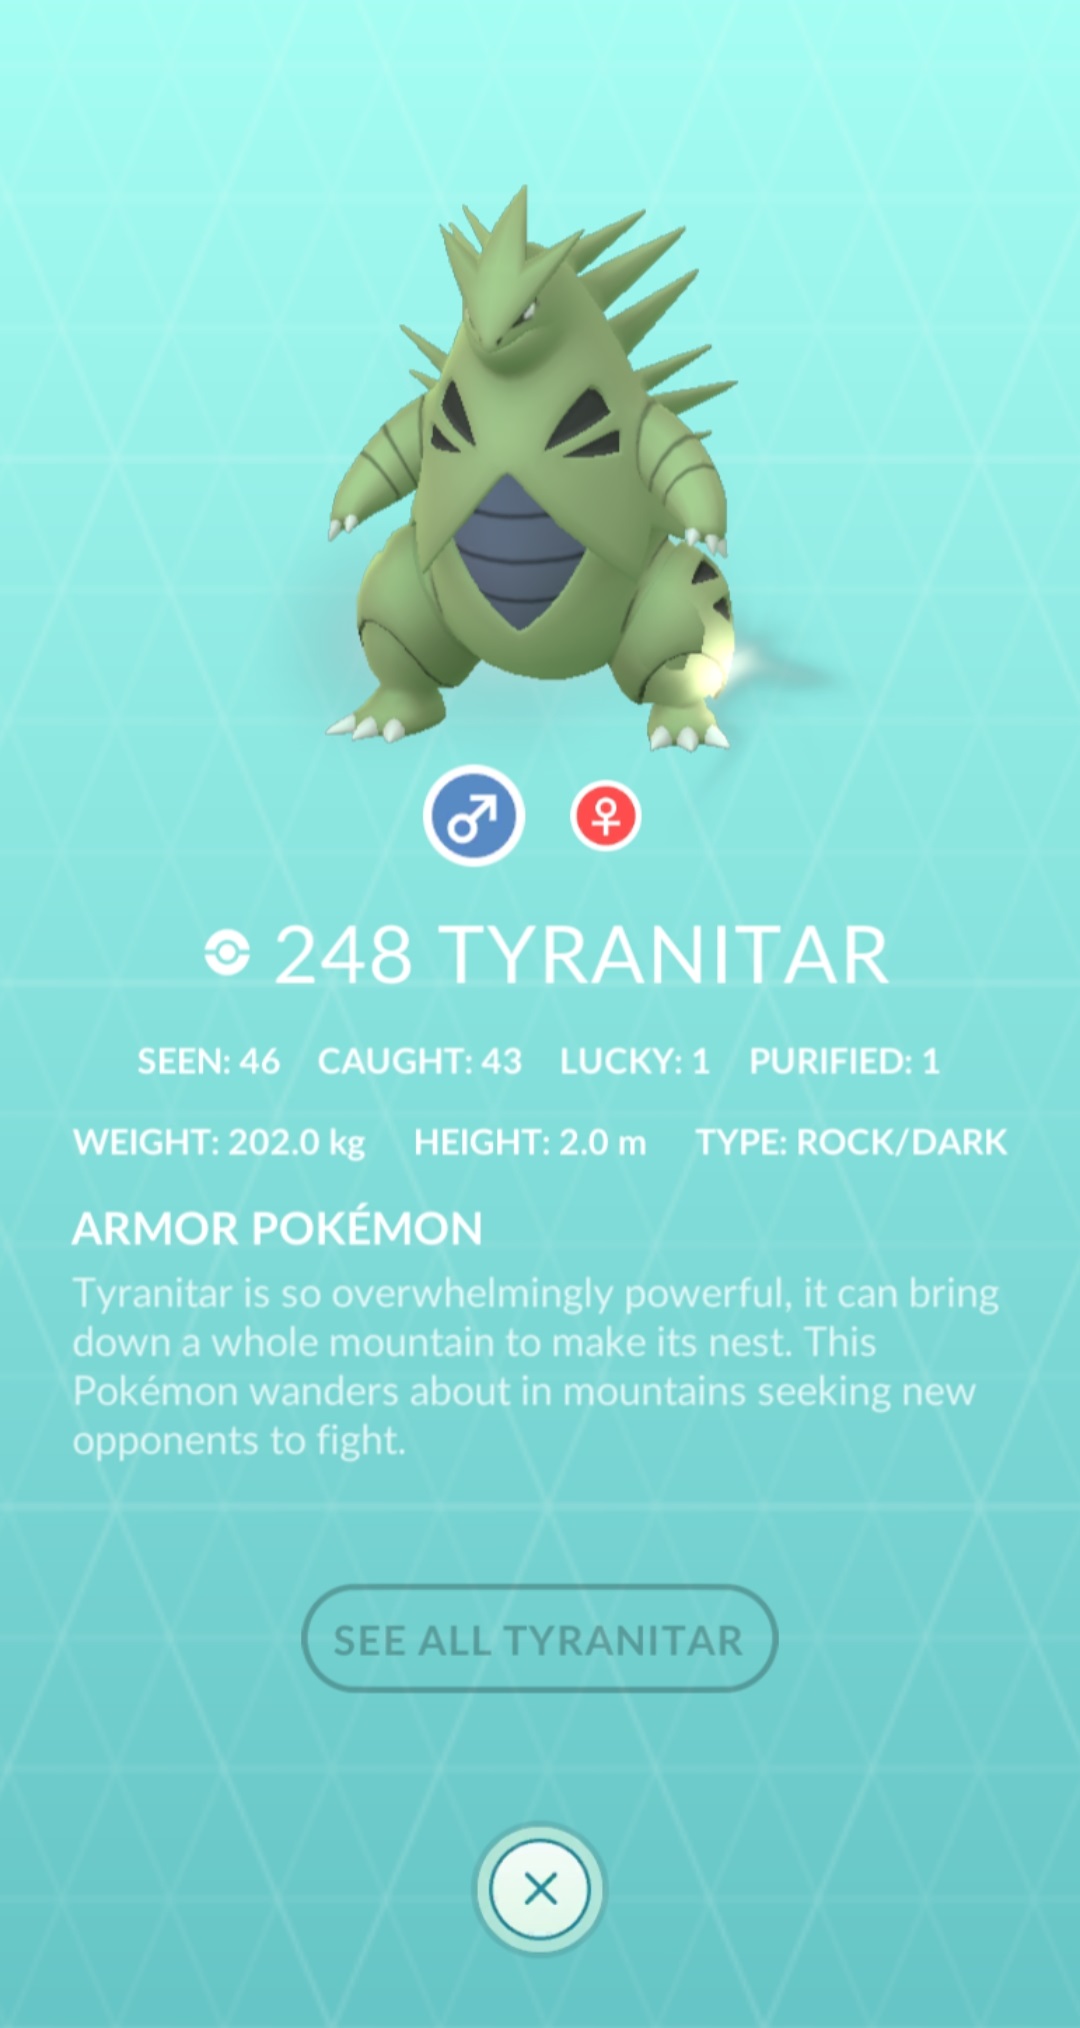 248 TYRANITAR
SEEN: 46 CAUGHT: 43 LUCKY: 1 PURIFIED: 1
WEIGHT: 202.0 kg HEIGHT: 2.0 m TYPE: ROCK/DARK
ARMOR POKÉMON
Tyranitar is so overwhelmingly powerful, it can bring
down a whole mountain to make its nest. This
Pokémon wanders about in mountains seeking new
opponents to fight.
SEE ALL TYRANITAR